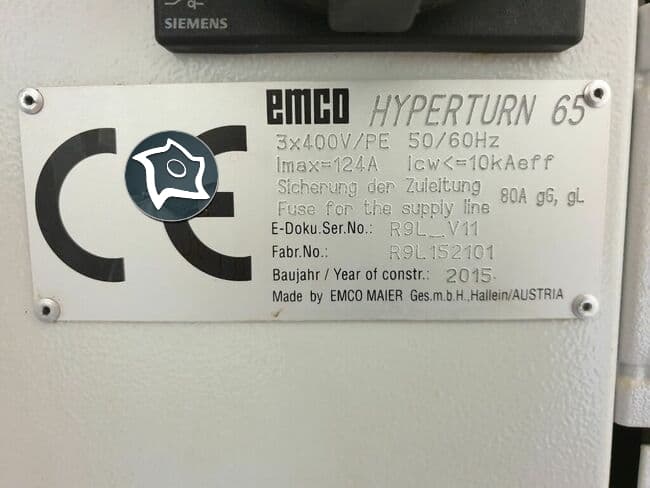 SIEMENS
emco HYPERTURN 65
CE
3x400V/PE 50/60Hz
Imax=124A Icw<=10kAeff
Sicherung der Zuleitung
Fuse for the supply line 80A gG, gL
E-Doku.Ser.No.: R9L_V11
Fabr.No.: R9L152101
Baujahr / Year of constr.: 2015
Made by EMCO MAIER Ges.m.b.H.,Hallein/AUSTRIA